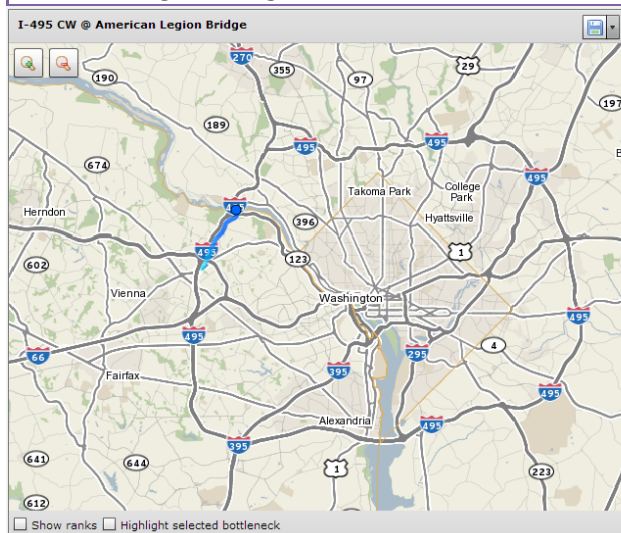 I-495 CW @ American Legion Bridge
270
355
97
29
190
197
189
495
495
674
495
Takoma Park
College
Park
Herndon
396
Hyattsville
495
123
1
602
Vienna
Washington
495
495
66
295
4
Fairfax
395
495
Alexandria
495
395
641
644
1
223
612
Show ranks
Highlight selected bottleneck